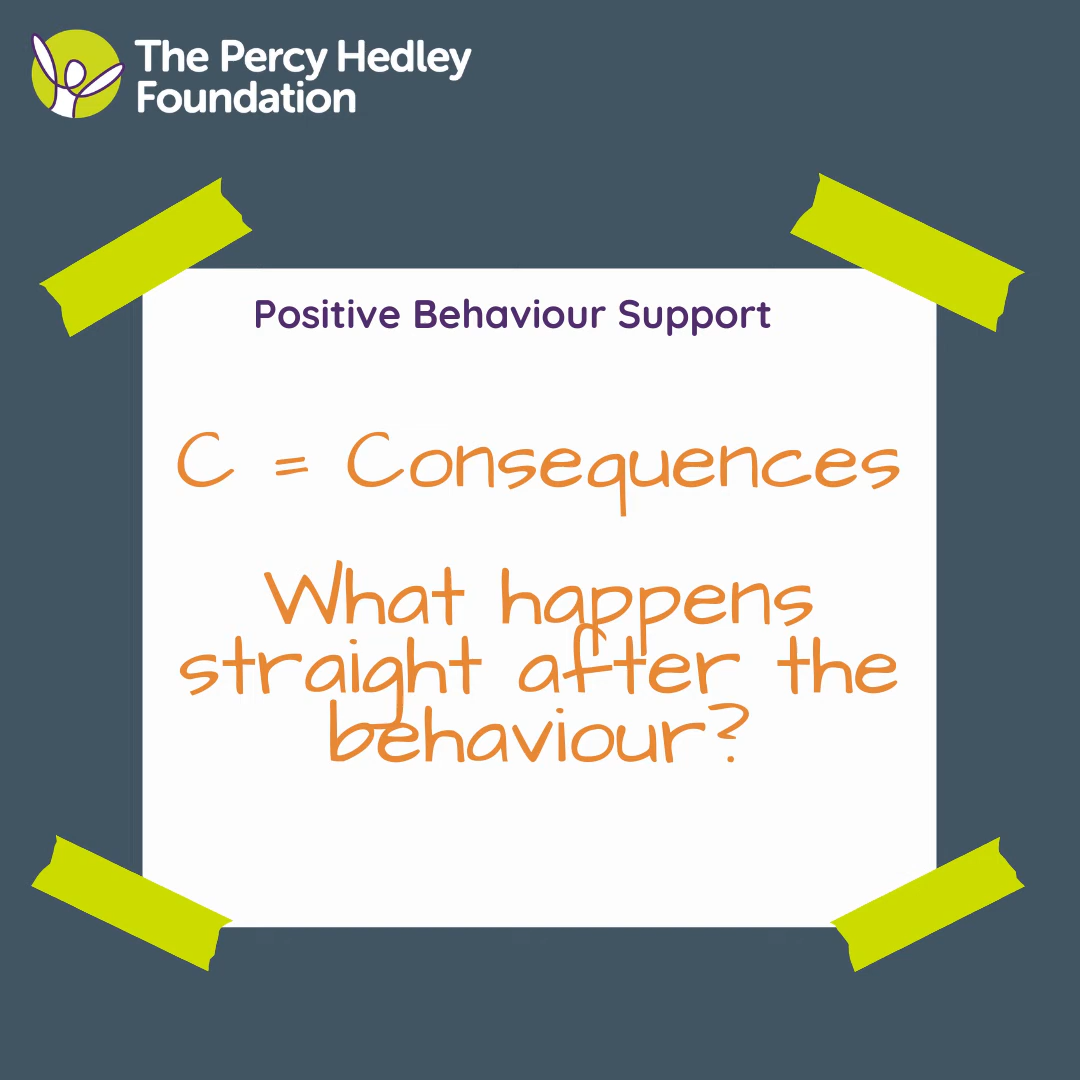 The Percy Hedley
Foundation
Positive Behaviour Support
C = Consequences
What happens
straight after the
behaviour?